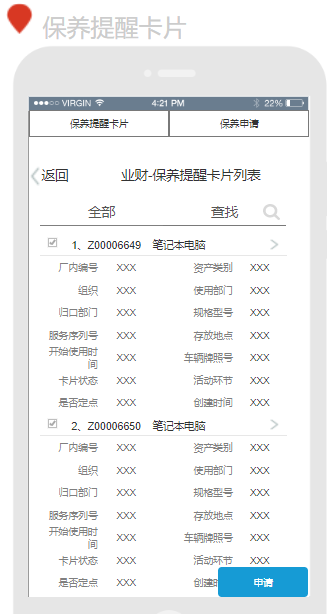 保养提醒卡片
VIRGIN 4:21 PM 22%
保养提醒卡片 保养申请
返回 业财-保养提醒卡片列表
全部 查找
1、Z00006649 笔记本电脑
厂内编号 XXX 资产类别 XXX
组织 XXX 使用部门 XXX
归口部门 XXX 规格型号 XXX
服务序列号 XXX 存放地点 XXX
开始使用时间 XXX 车辆牌照号 XXX
卡片状态 XXX 活动环节 XXX
是否定点 XXX 创建时间 XXX
2、Z00006650 笔记本电脑
厂内编号 XXX 资产类别 XXX
组织 XXX 使用部门 XXX
归口部门 XXX 规格型号 XXX
服务序列号 XXX 存放地点 XXX
开始使用时间 XXX 车辆牌照号 XXX
卡片状态 XXX 活动环节 XXX
是否定点 XXX 创建 申请